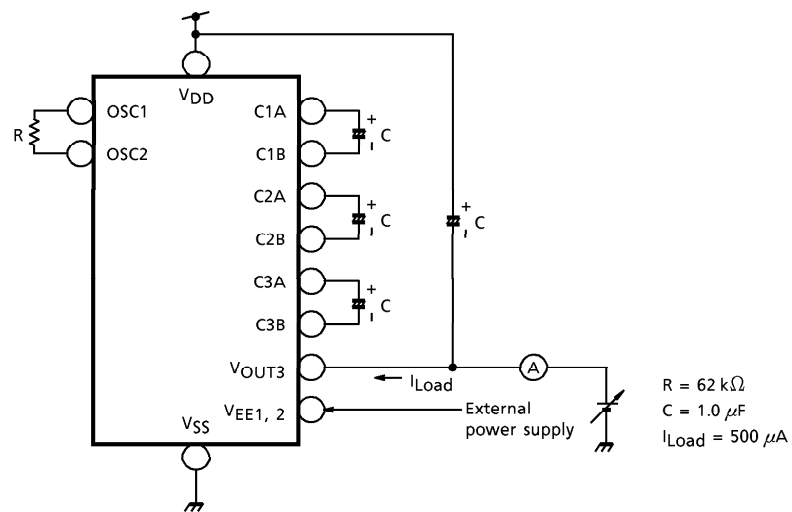 VDD
OSC1
R
OSC2
C1A
+
C
-
C1B
C2A
+
C
-
C2B
+
C
-
C3A
+
C
-
C3B
VOUT3
ILoad
A
VEE1, 2
External
power supply
VSS
R = 62 kΩ
C = 1.0 μF
ILoad = 500 μA